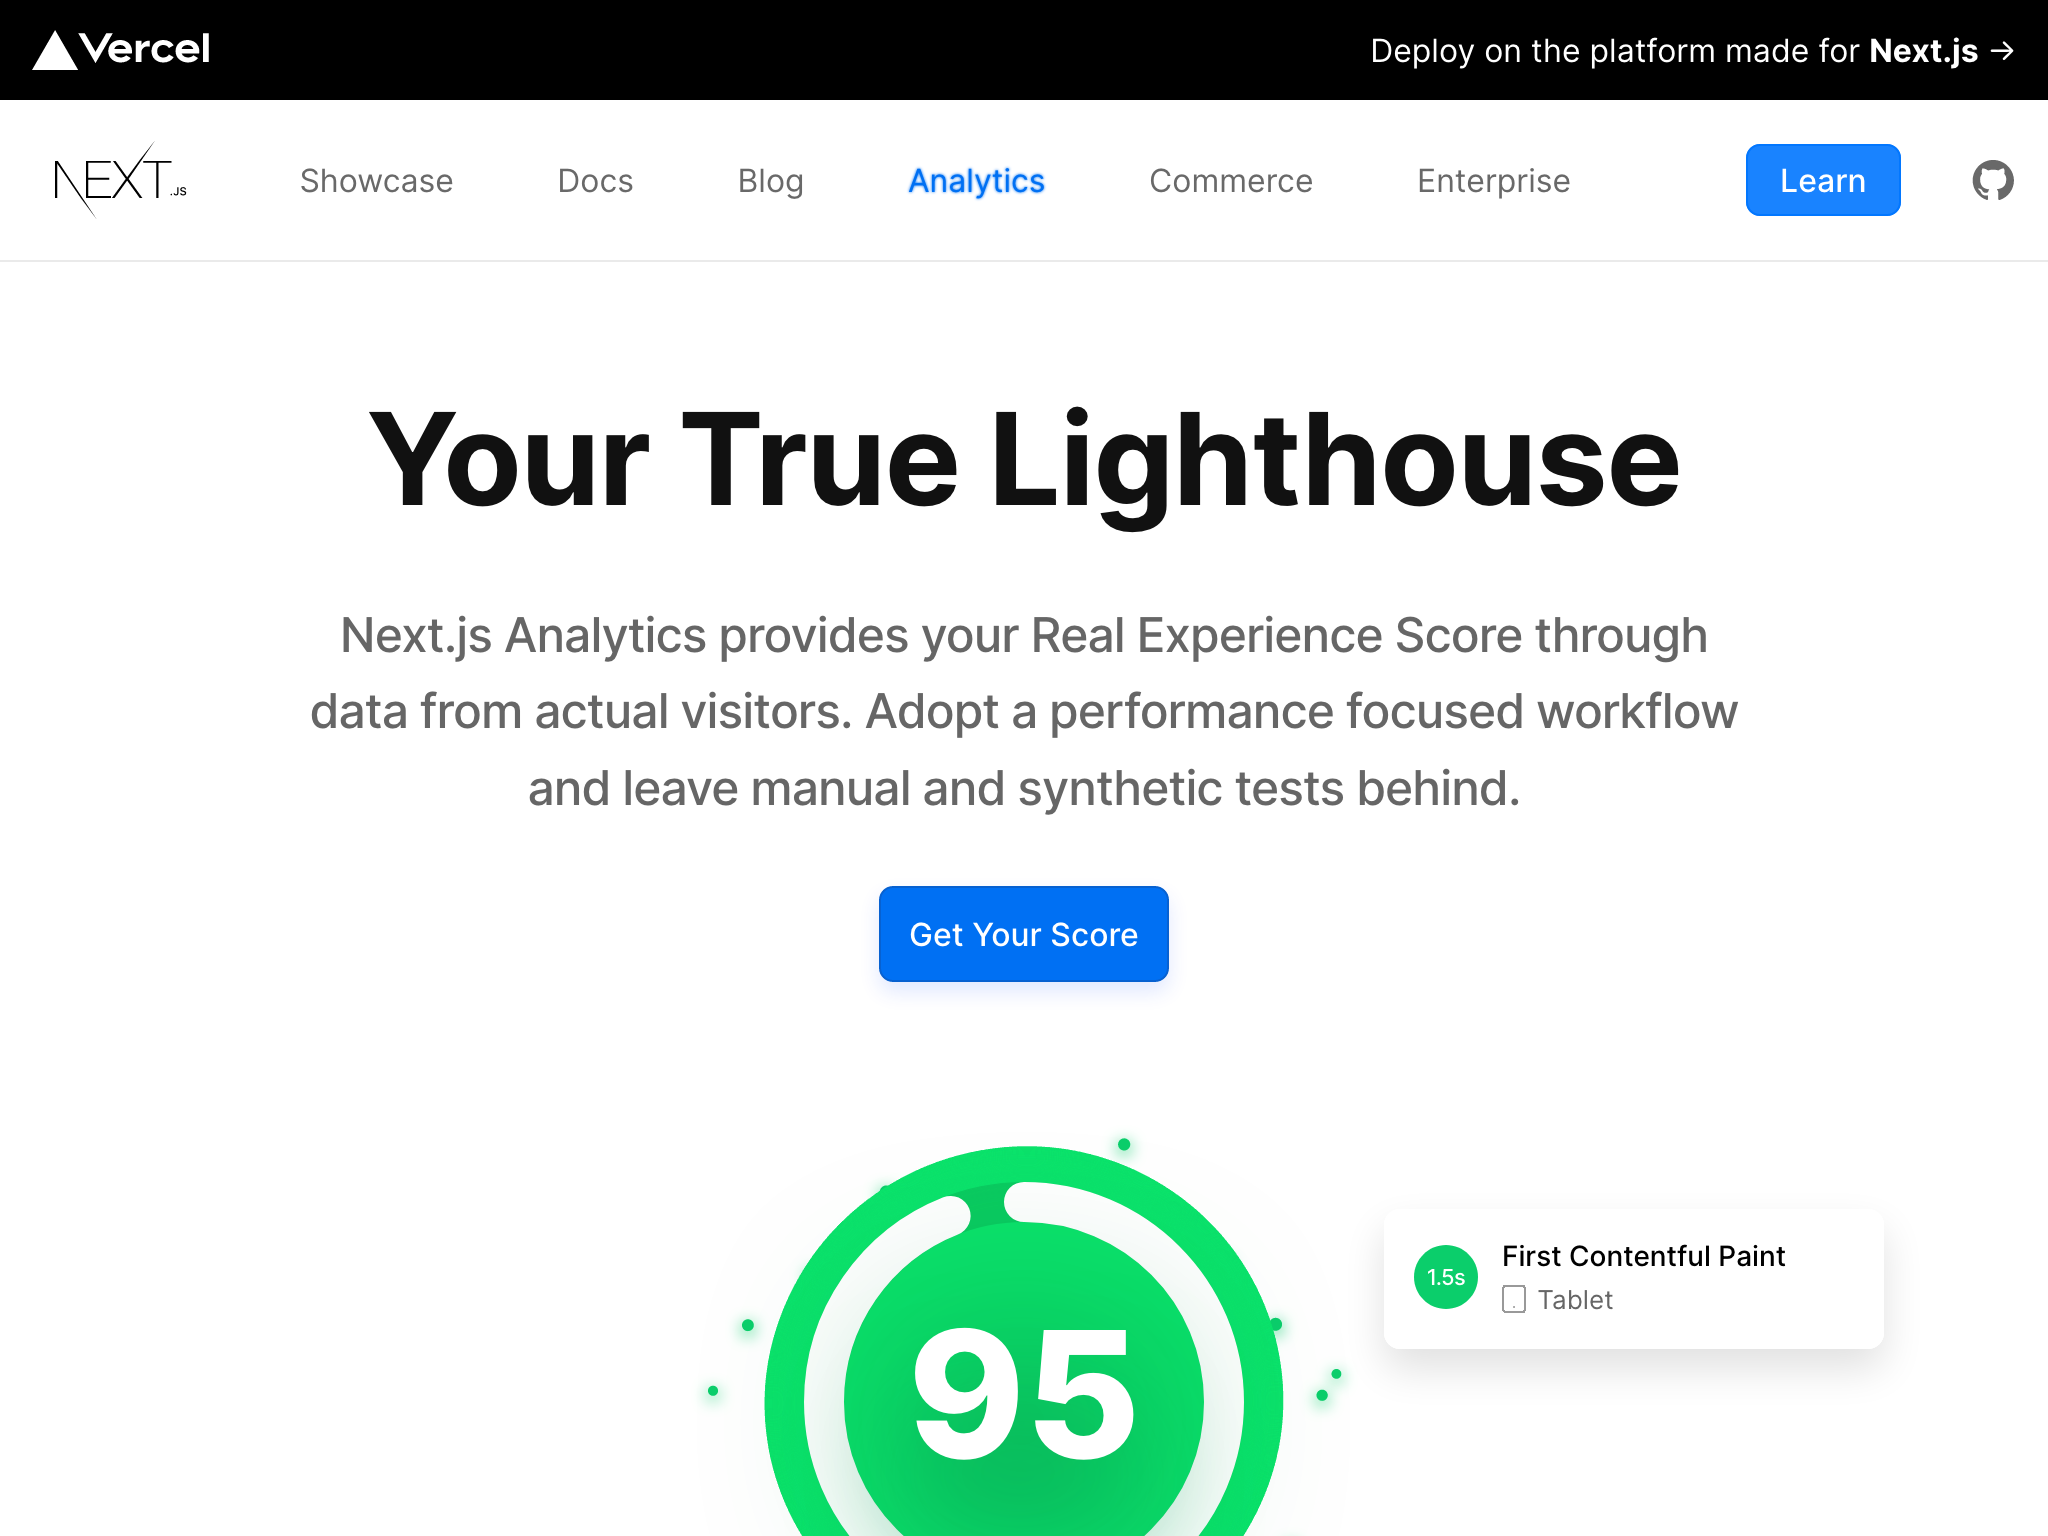 Vercel
Deploy on the platform made for Next.js →
NEXT.JS
Showcase
Docs
Blog
Analytics
Commerce
Enterprise
Learn
Your True Lighthouse
Next.js Analytics provides your Real Experience Score through
data from actual visitors. Adopt a performance focused workflow
and leave manual and synthetic tests behind.
Get Your Score
95
1.5s
First Contentful Paint
Tablet